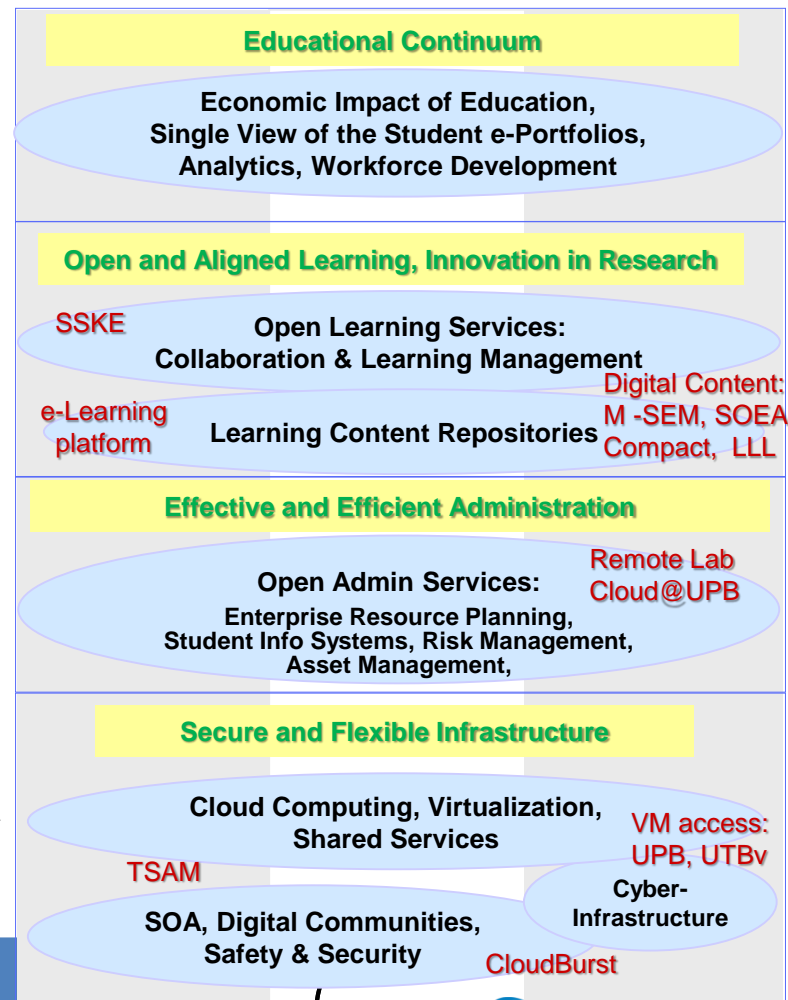 Educational Continuum
Economic Impact of Education,
Single View of the Student e-Portfolios,
Analytics, Workforce Development
Open and Aligned Learning, Innovation in Research
SSKE
Open Learning Services:
Collaboration & Learning Management
e-Learning
platform
Learning Content Repositories
Digital Content:
M -SEM, SOEA
Compact, LLL
Effective and Efficient Administration
Remote Lab
Cloud@UPB
Open Admin Services:
Enterprise Resource Planning,
Student Info Systems, Risk Management,
Asset Management,
Secure and Flexible Infrastructure
Cloud Computing, Virtualization,
Shared Services
VM access:
UPB, UTBv
TSAM
Cyber-
Infrastructure
SOA, Digital Communities,
Safety & Security
CloudBurst